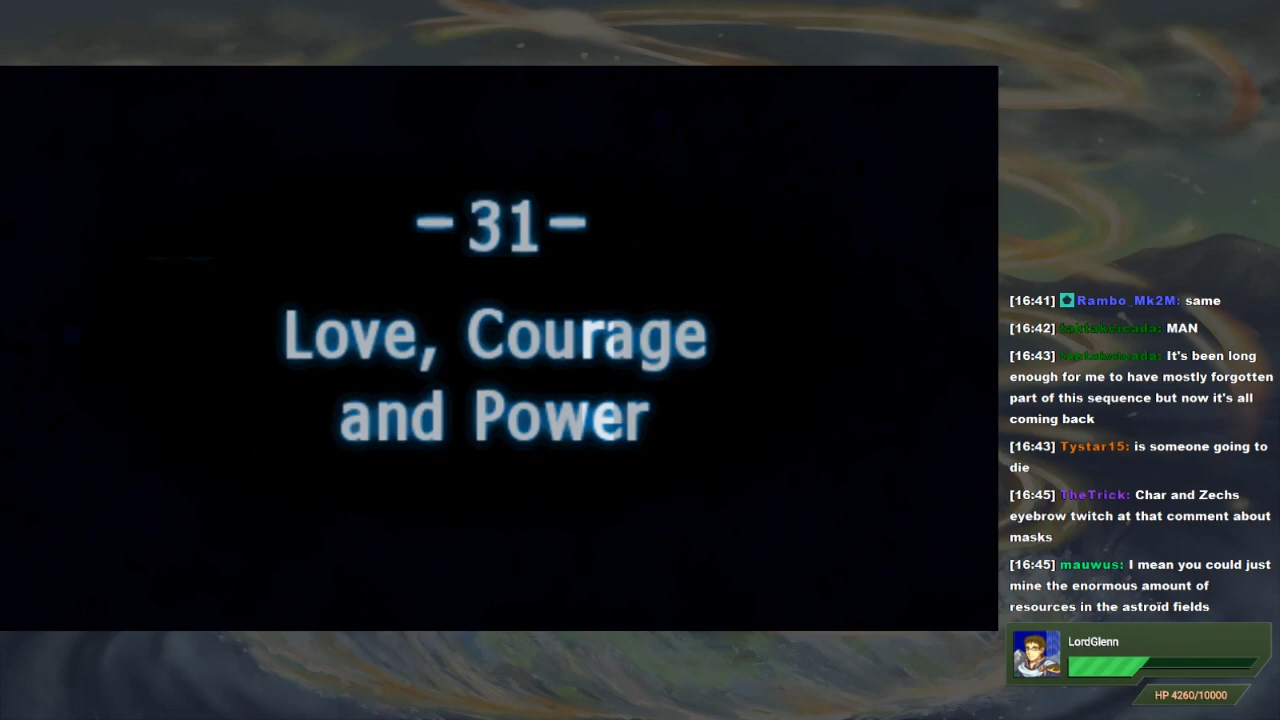 -31-
Love, Courage
and Power
[16:41] Rambo_Mk2M: same
[16:42] MAN
[16:43] It's been long
enough for me to have mostly forgotten
part of this sequence but now it's all
coming back
[16:43] Tystar15: is someone going to
die
[16:45] TheTrick: Char and Zechs
eyebrow twitch at that comment about
masks
[16:45] mauwus: I mean you could just
mine the enormous amount of
resources in the astroïd fields
LordGlenn
HP 4260/10000